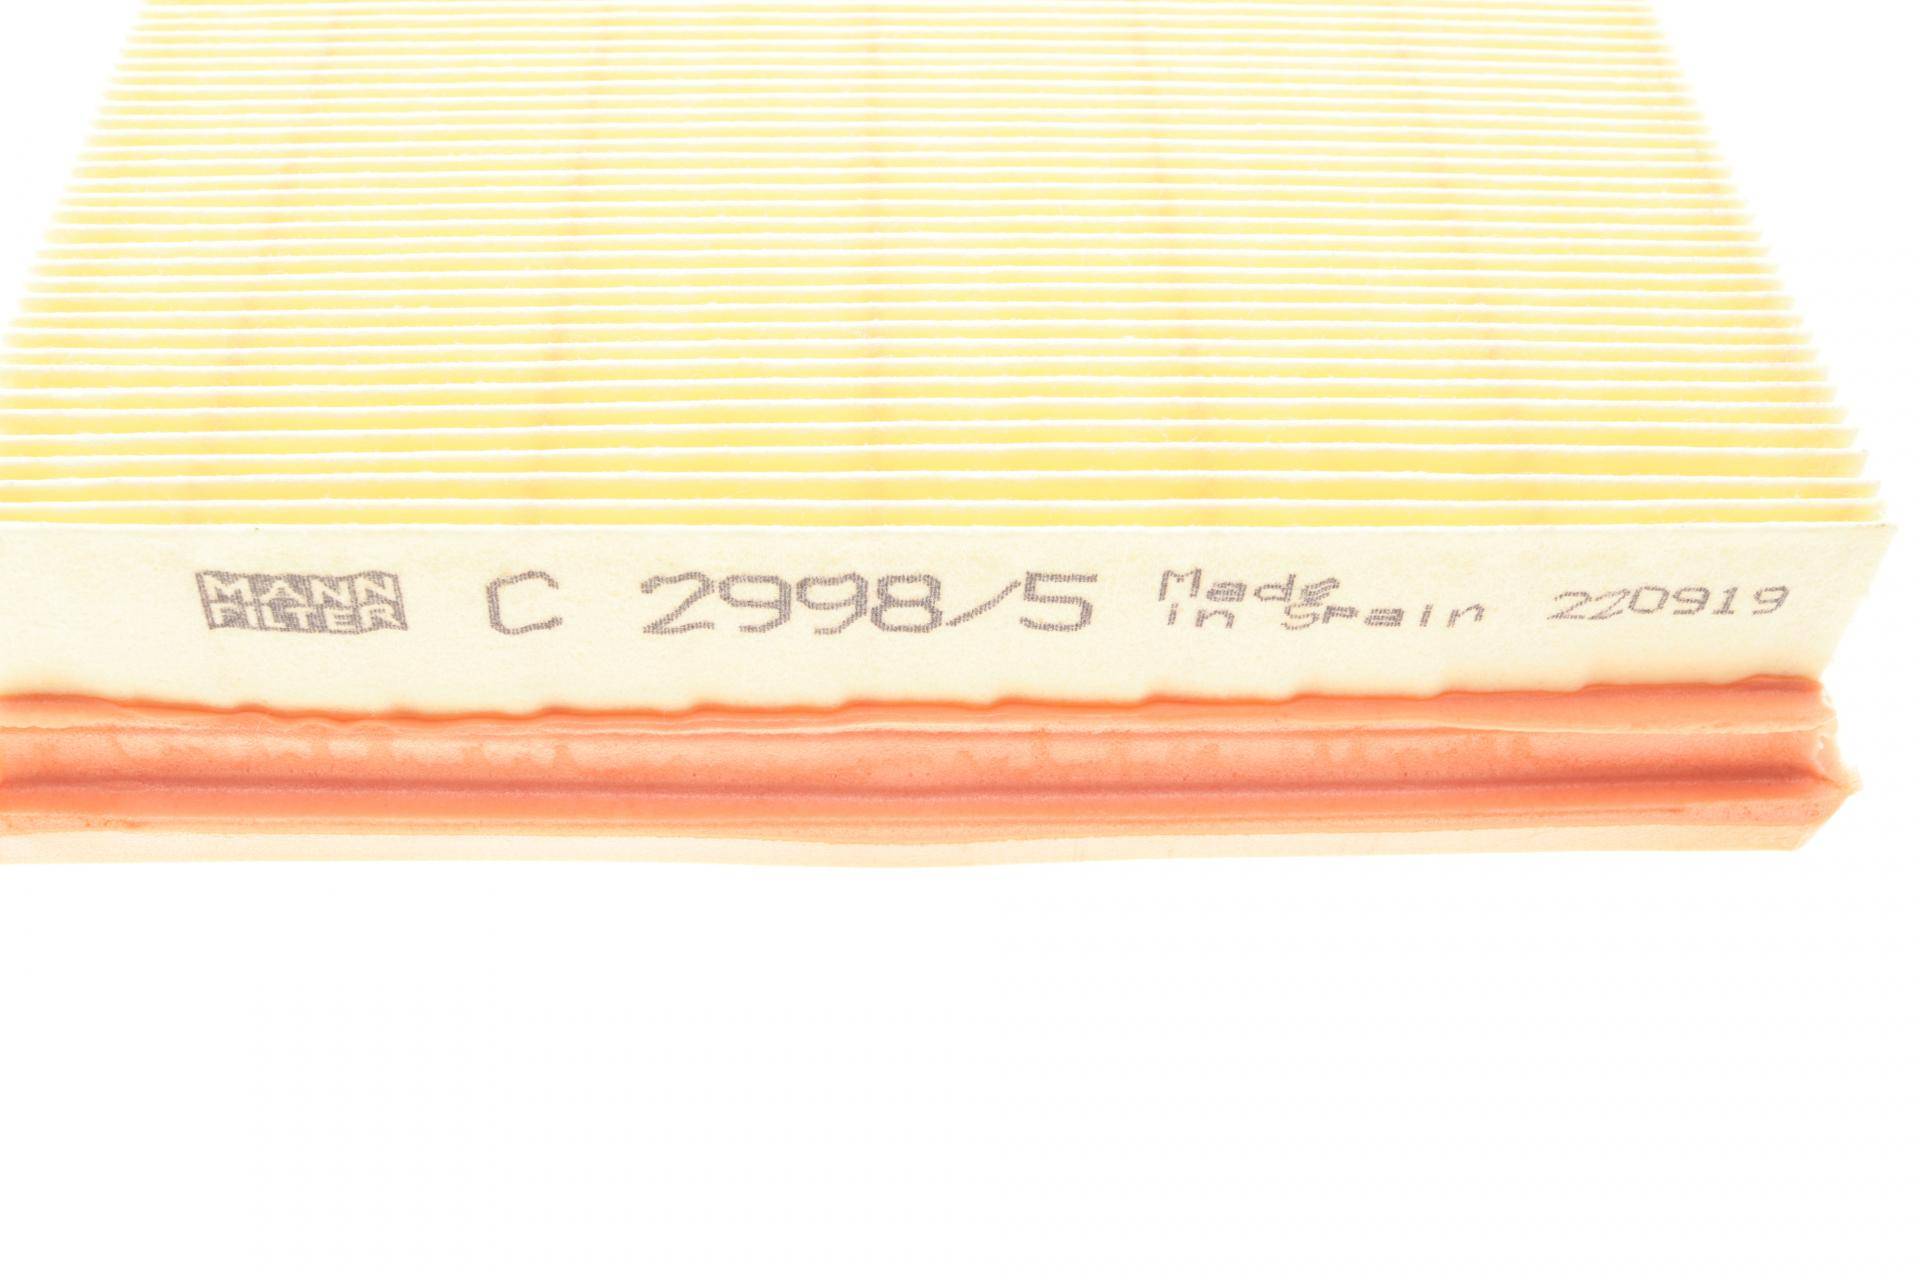 MANN
FILTER
C 2998/5
Made
in Spain
220919